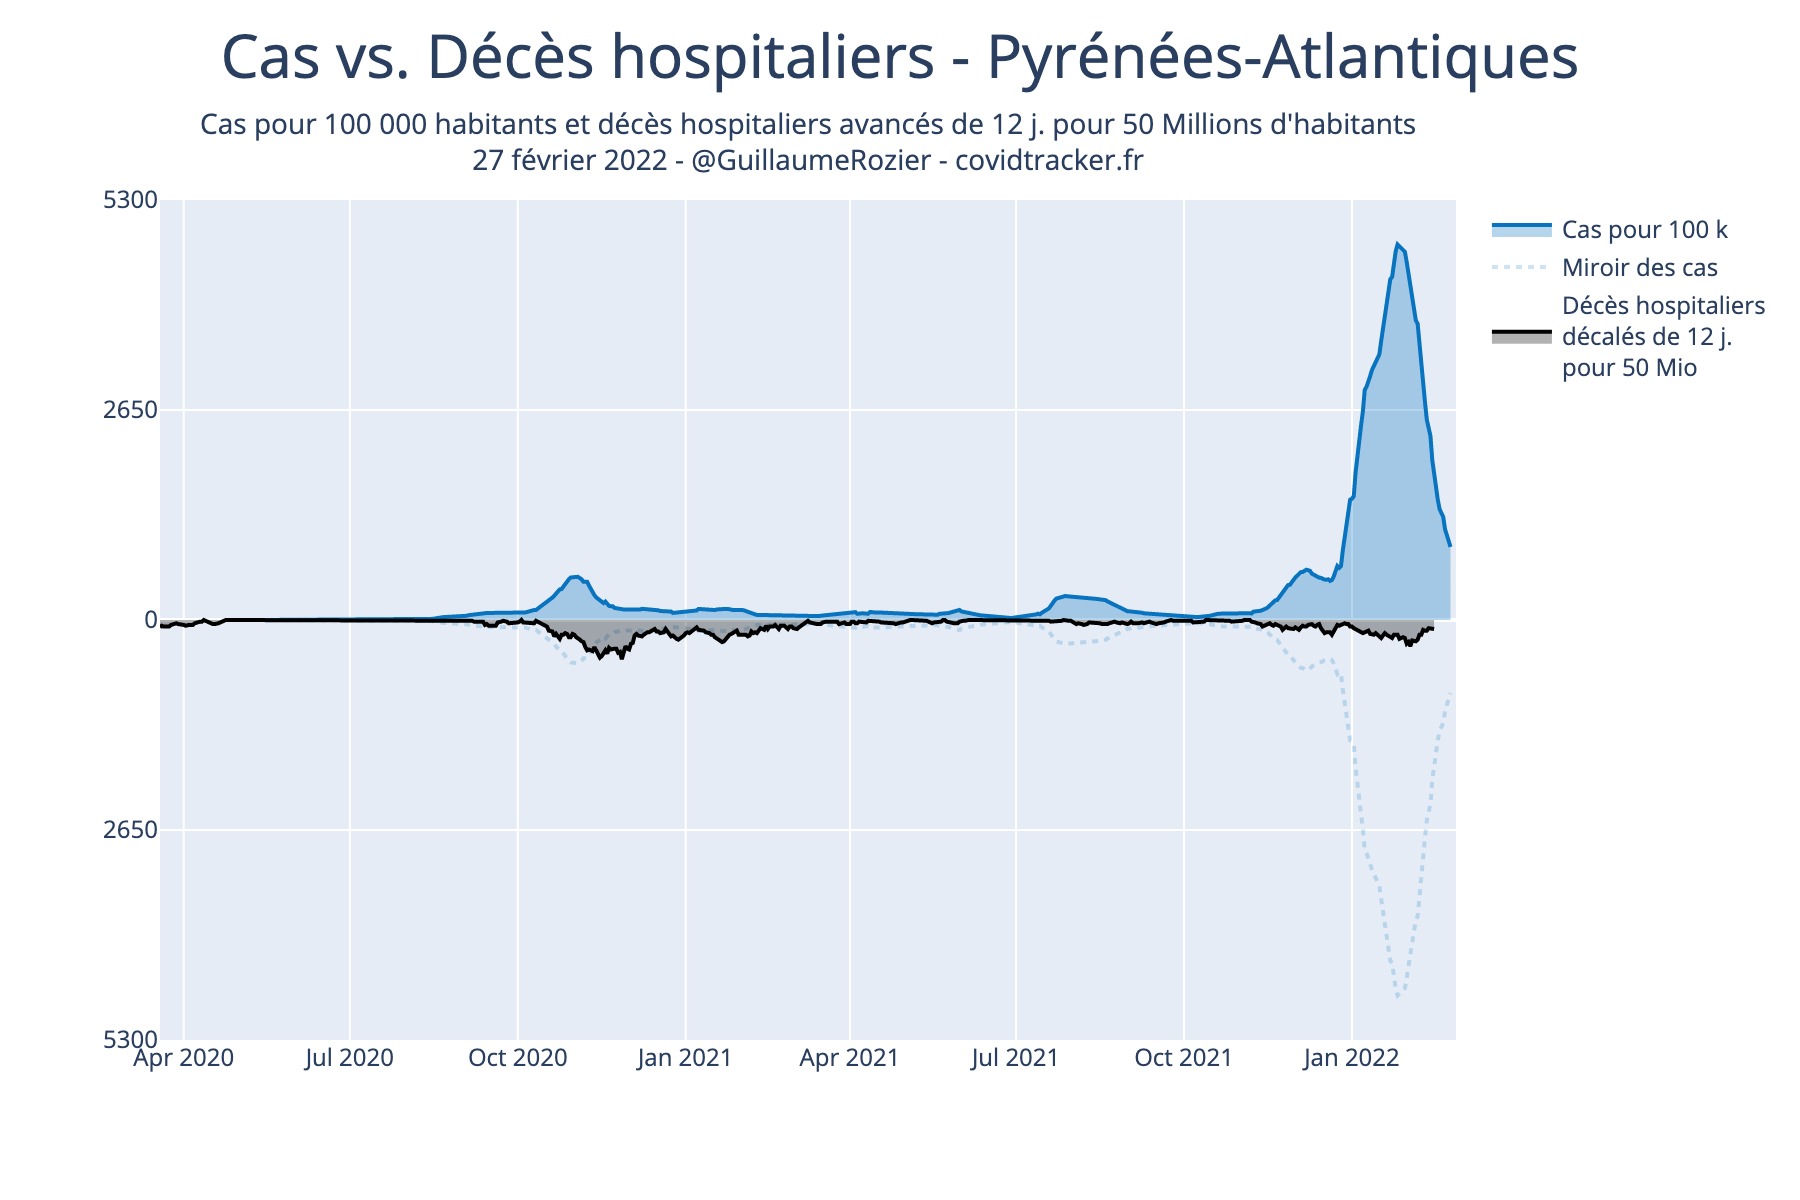 Cas vs. Décès hospitaliers - Pyrénées-Atlantiques
Cas pour 100 000 habitants et décès hospitaliers avancés de 12 j. pour 50 Millions d'habitants
27 février 2022 - @GuillaumeRozier - covidtracker.fr
5300
2650
0
2650
5300
Apr 2020
Jul 2020
Oct 2020
Jan 2021
Apr 2021
Jul 2021
Oct 2021
Jan 2022
Cas pour 100 k
Miroir des cas
Décès hospitaliers
décalés de 12 j.
pour 50 Mio